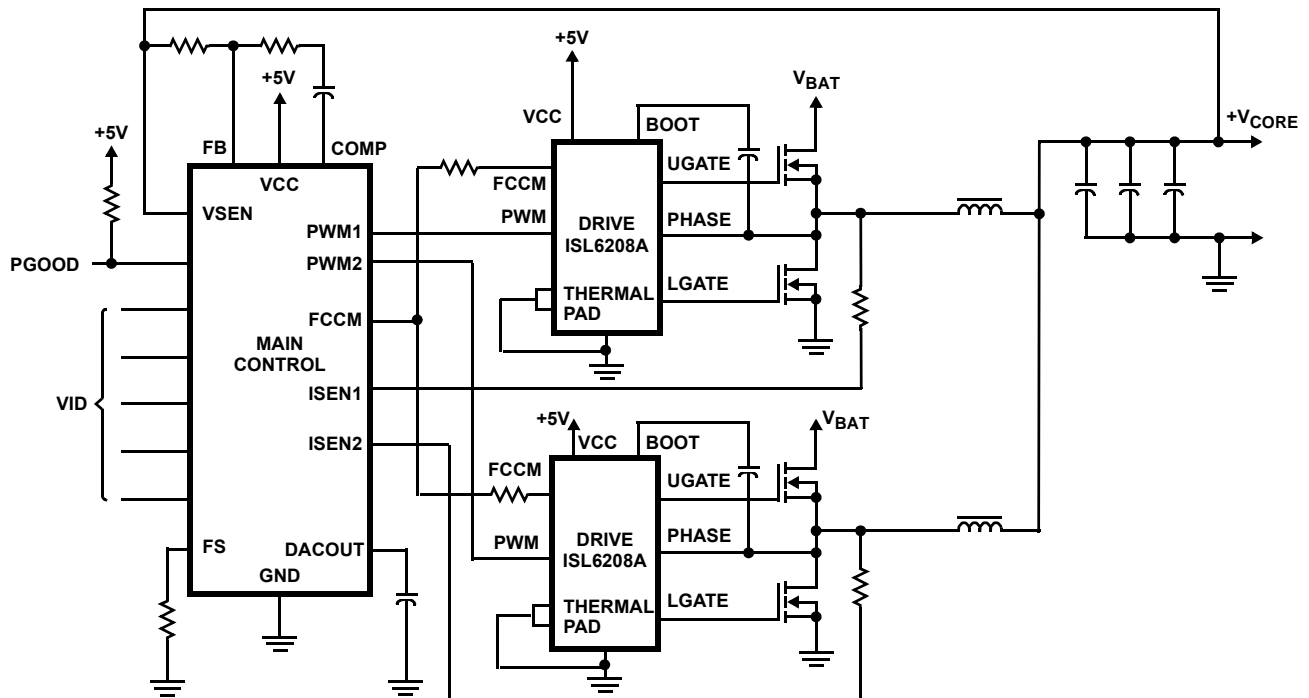 +5V
+5V
VCC
BOOT
VBAT
+VCORE
+5V
FB
COMP
VCC
UGATE
FCCM
VSEN
PWM1
PWM
DRIVE
ISL6208A
PHASE
PGOOD
PWM2
LGATE
THERMAL
PAD
FCCM
MAIN
CONTROL
ISEN1
VID
+5V
VCC
BOOT
VBAT
ISEN2
FCCM
UGATE
DRIVE
ISL6208A
PHASE
PWM
FS
DACOUT
GND
THERMAL
PAD
LGATE